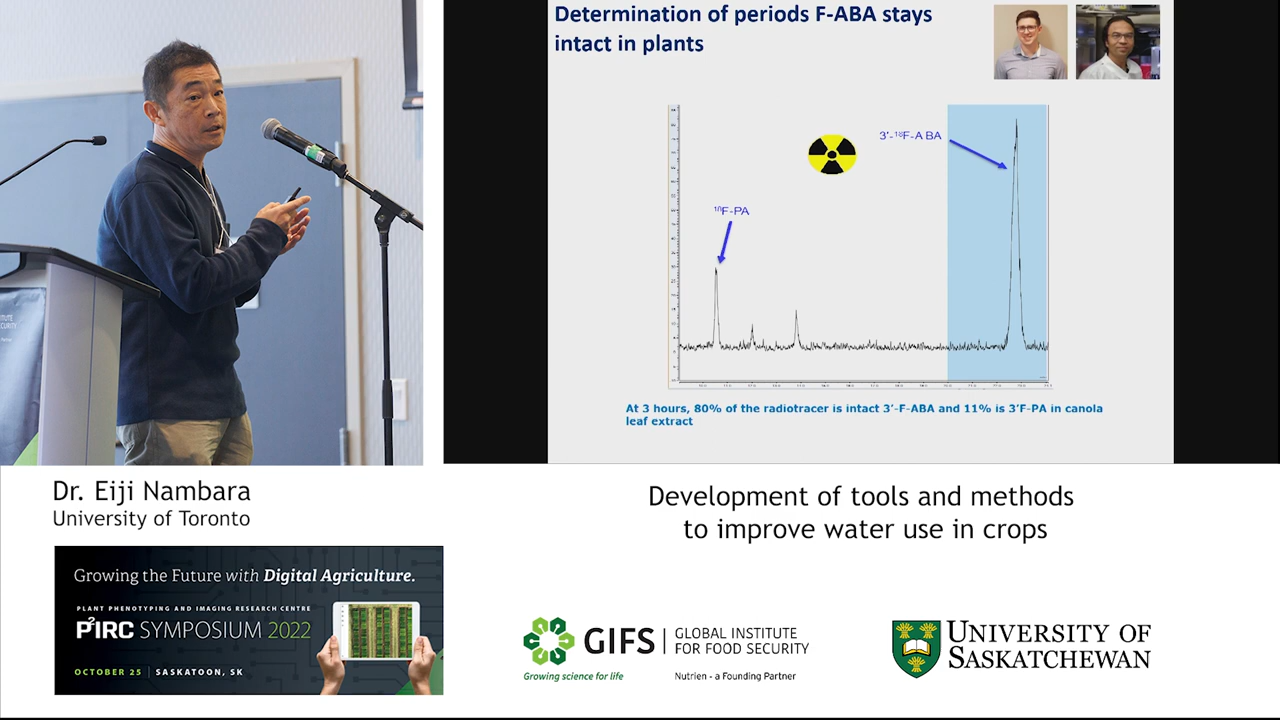 Determination of periods F-ABA stays
intact in plants
3'-¹⁸F-A BA
¹⁸F-PA
At 3 hours, 80% of the radiotracer is intact 3'-F-ABA and 11% is 3'F-PA in canola
leaf extract
Dr. Eiji Nambara
University of Toronto
Development of tools and methods
to improve water use in crops
Growing the Future with Digital Agriculture.
PLANT PHENOTYPING AND IMAGING RESEARCH CENTRE
P²IRC SYMPOSIUM 2022
OCTOBER 25 | SASKATOON, SK
GIFS | GLOBAL INSTITUTE
FOR FOOD SECURITY
Growing science for life
Nutrien - a Founding Partner
UNIVERSITY OF
SASKATCHEWAN